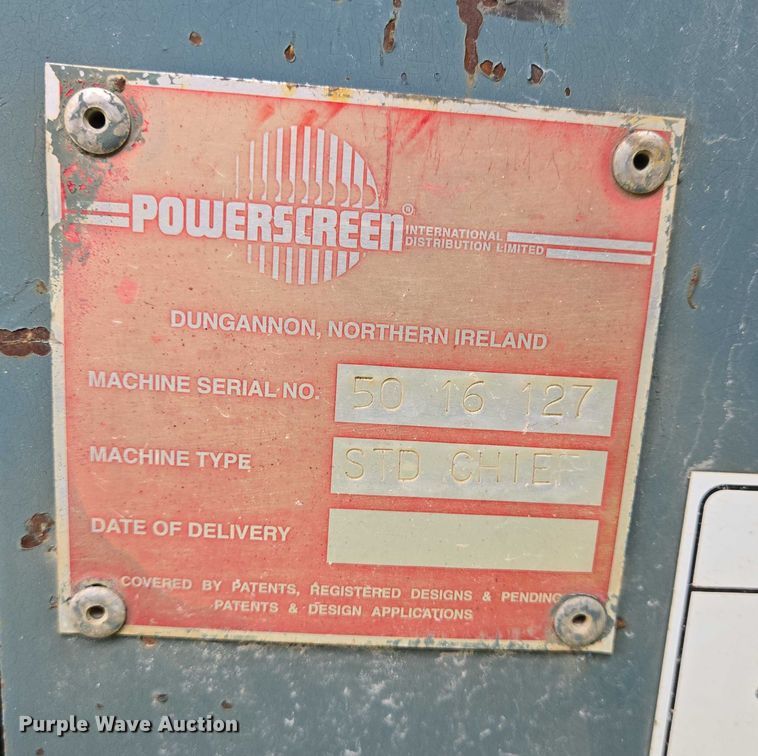 POWERSCREEN®
INTERNATIONAL
DISTRIBUTION LIMITED
DUNGANNON, NORTHERN IRELAND
MACHINE SERIAL NO. 50 16 127
MACHINE TYPE STD CHIEF
DATE OF DELIVERY
COVERED BY PATENTS, REGISTERED DESIGNS & PENDING
PATENTS & DESIGN APPLICATIONS
Purple Wave Auction